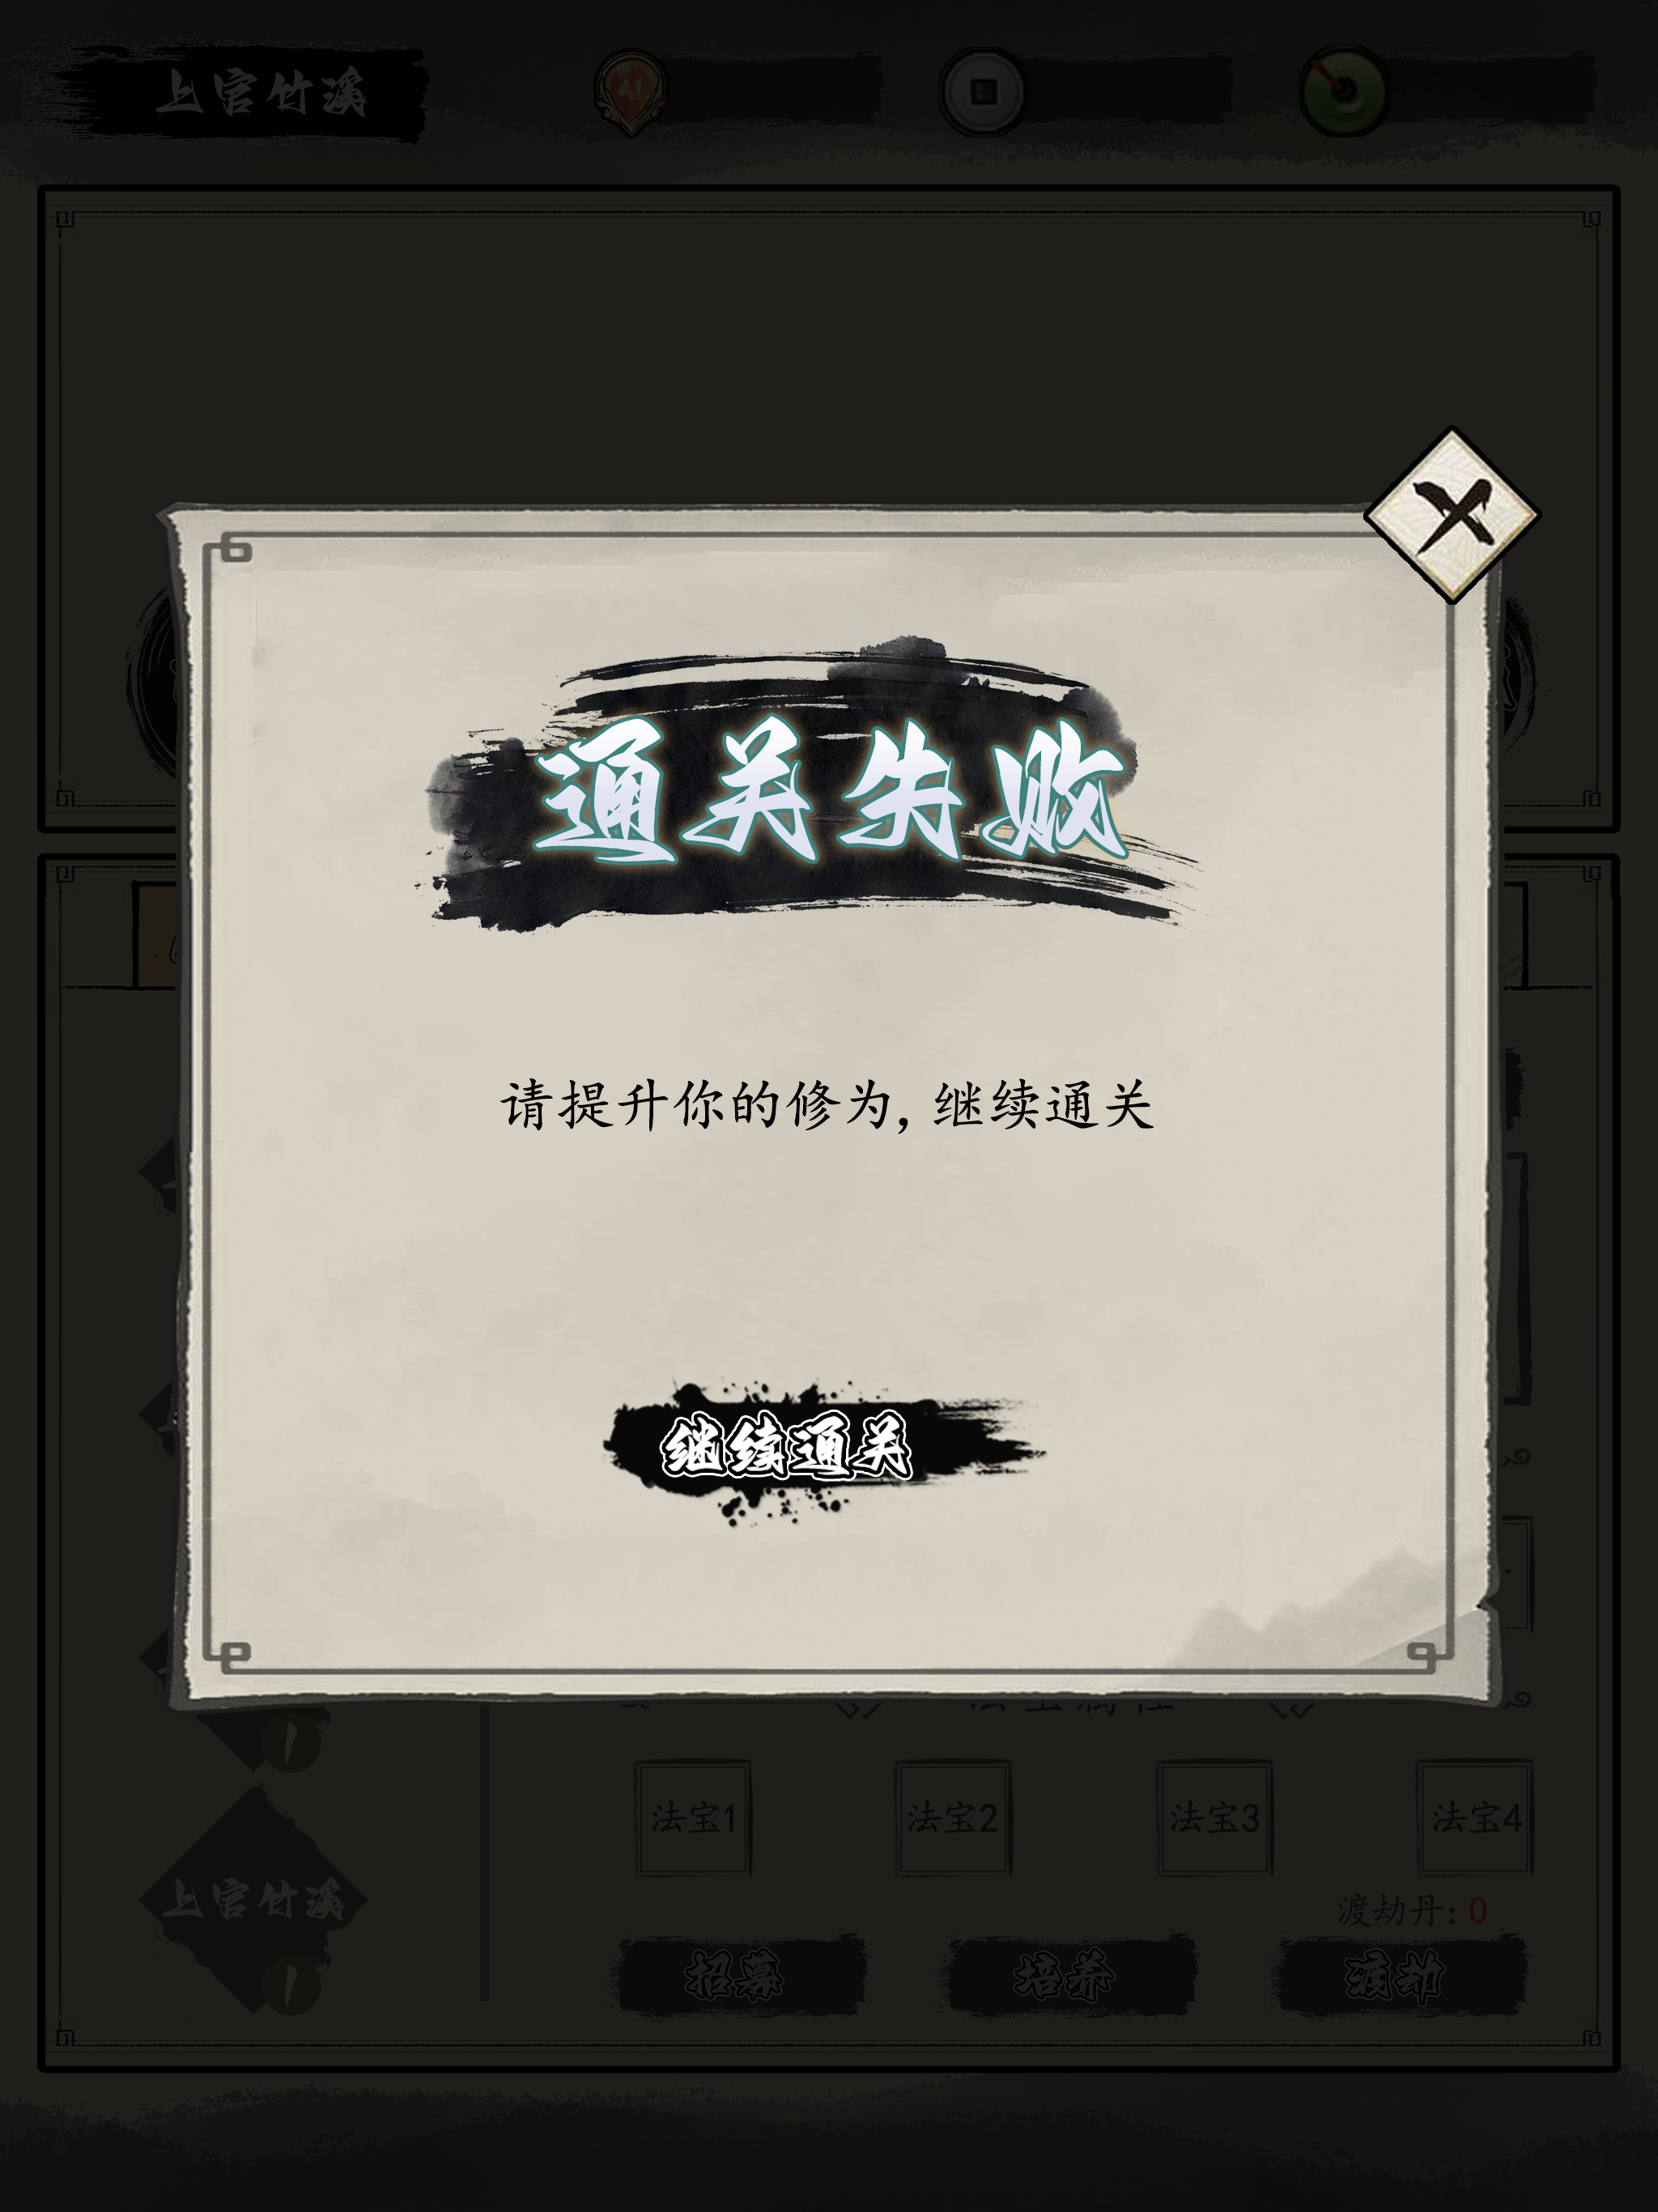 上官竹溪
通关失败
请提升你的修为,继续通关
继续通关
法宝1
法宝2
法宝3
法宝4
上官竹溪
渡劫丹:0
招募
培养
渡劫